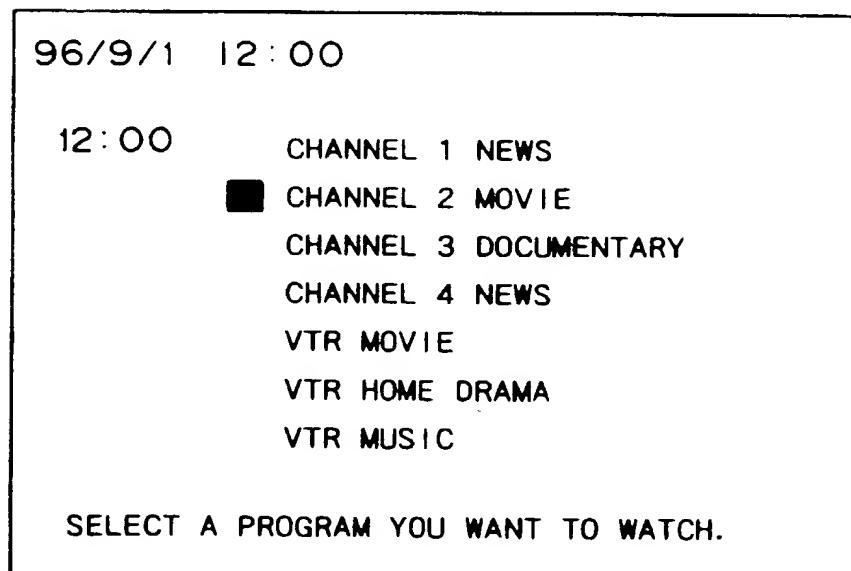 96/9/1 12:00
12:00 CHANNEL 1 NEWS
CHANNEL 2 MOVIE
CHANNEL 3 DOCUMENTARY
CHANNEL 4 NEWS
VTR MOVIE
VTR HOME DRAMA
VTR MUSIC
SELECT A PROGRAM YOU WANT TO WATCH.